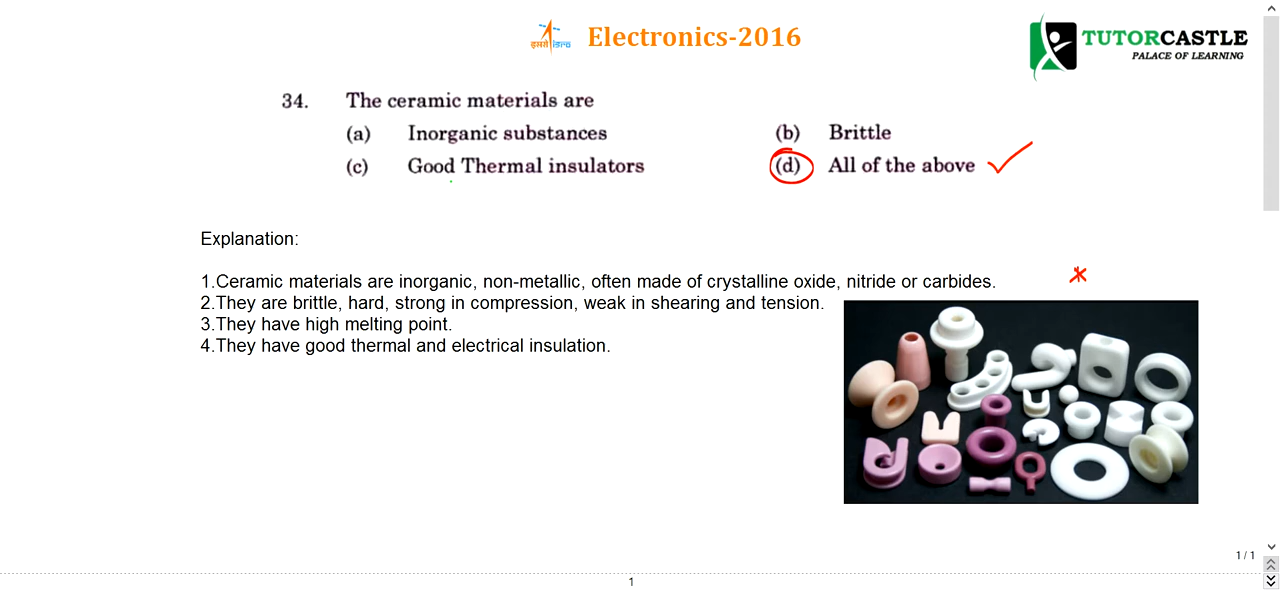 इसरो isro Electronics-2016
TUTORCASTLE
PALACE OF LEARNING
34. The ceramic materials are
(a) Inorganic substances (b) Brittle
(c) Good Thermal insulators (d) All of the above
Explanation:
1.Ceramic materials are inorganic, non-metallic, often made of crystalline oxide, nitride or carbides.
2.They are brittle, hard, strong in compression, weak in shearing and tension.
3.They have high melting point.
4.They have good thermal and electrical insulation.
1 / 1
1